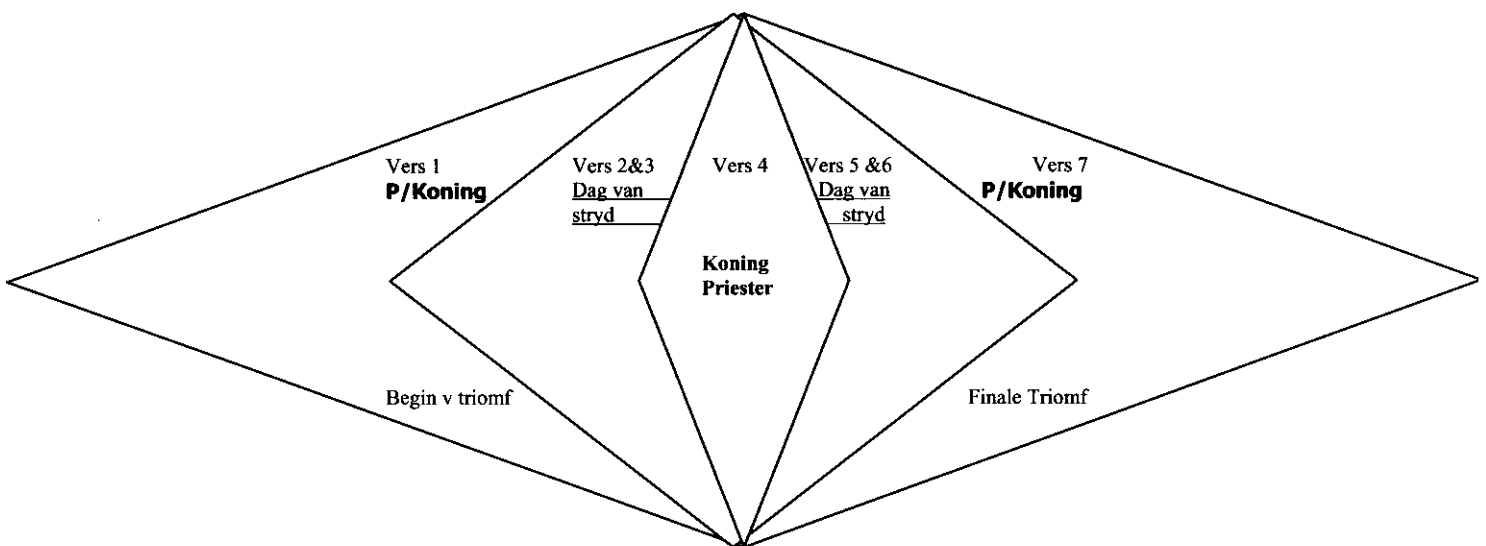 Vers 1
P/Koning
Vers 2&3
Dag van
stryd
Vers 4
Koning
Priester
Vers 5 &6
Dag van
stryd
Vers 7
P/Koning
Begin v triomf
Finale Triomf